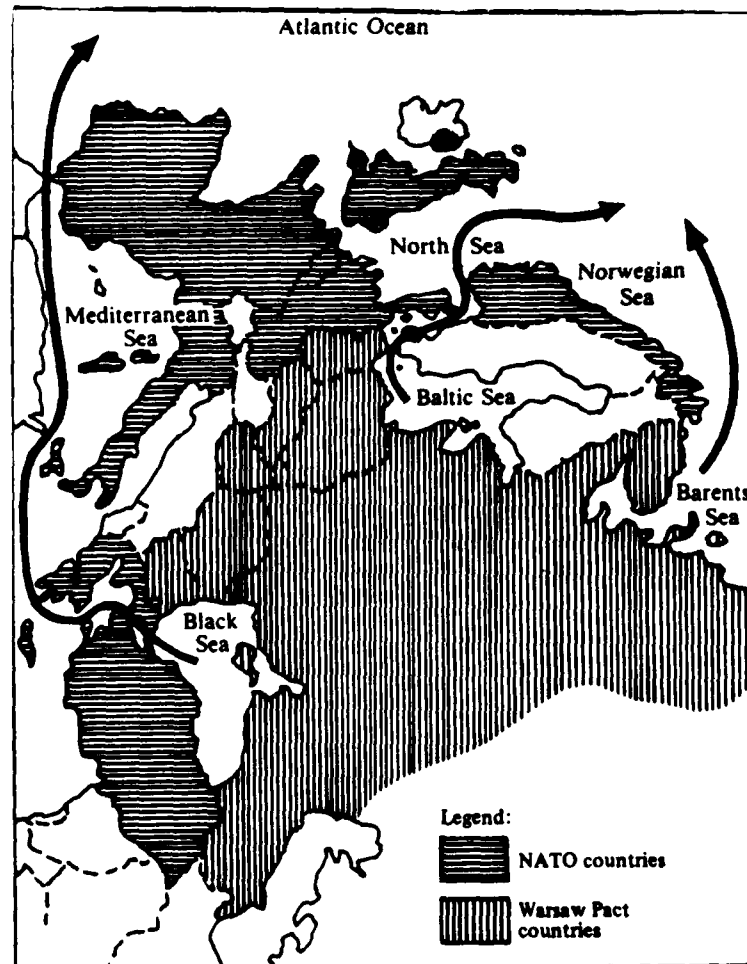 Atlantic Ocean
North Sea
Norwegian
Sea
Mediterranean
Sea
Baltic Sea
Barents
Sea
Black
Sea
Legend:
NATO countries
Warsaw Pact
countries